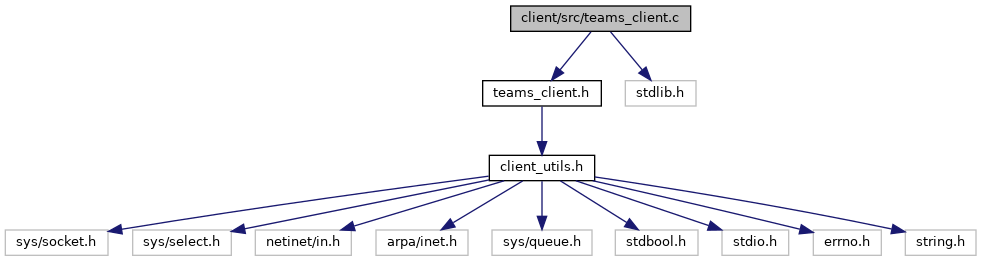 client/src/teams_client.c
teams_client.h
stdlib.h
client_utils.h
sys/socket.h
sys/select.h
netinet/in.h
arpa/inet.h
sys/queue.h
stdbool.h
stdio.h
errno.h
string.h